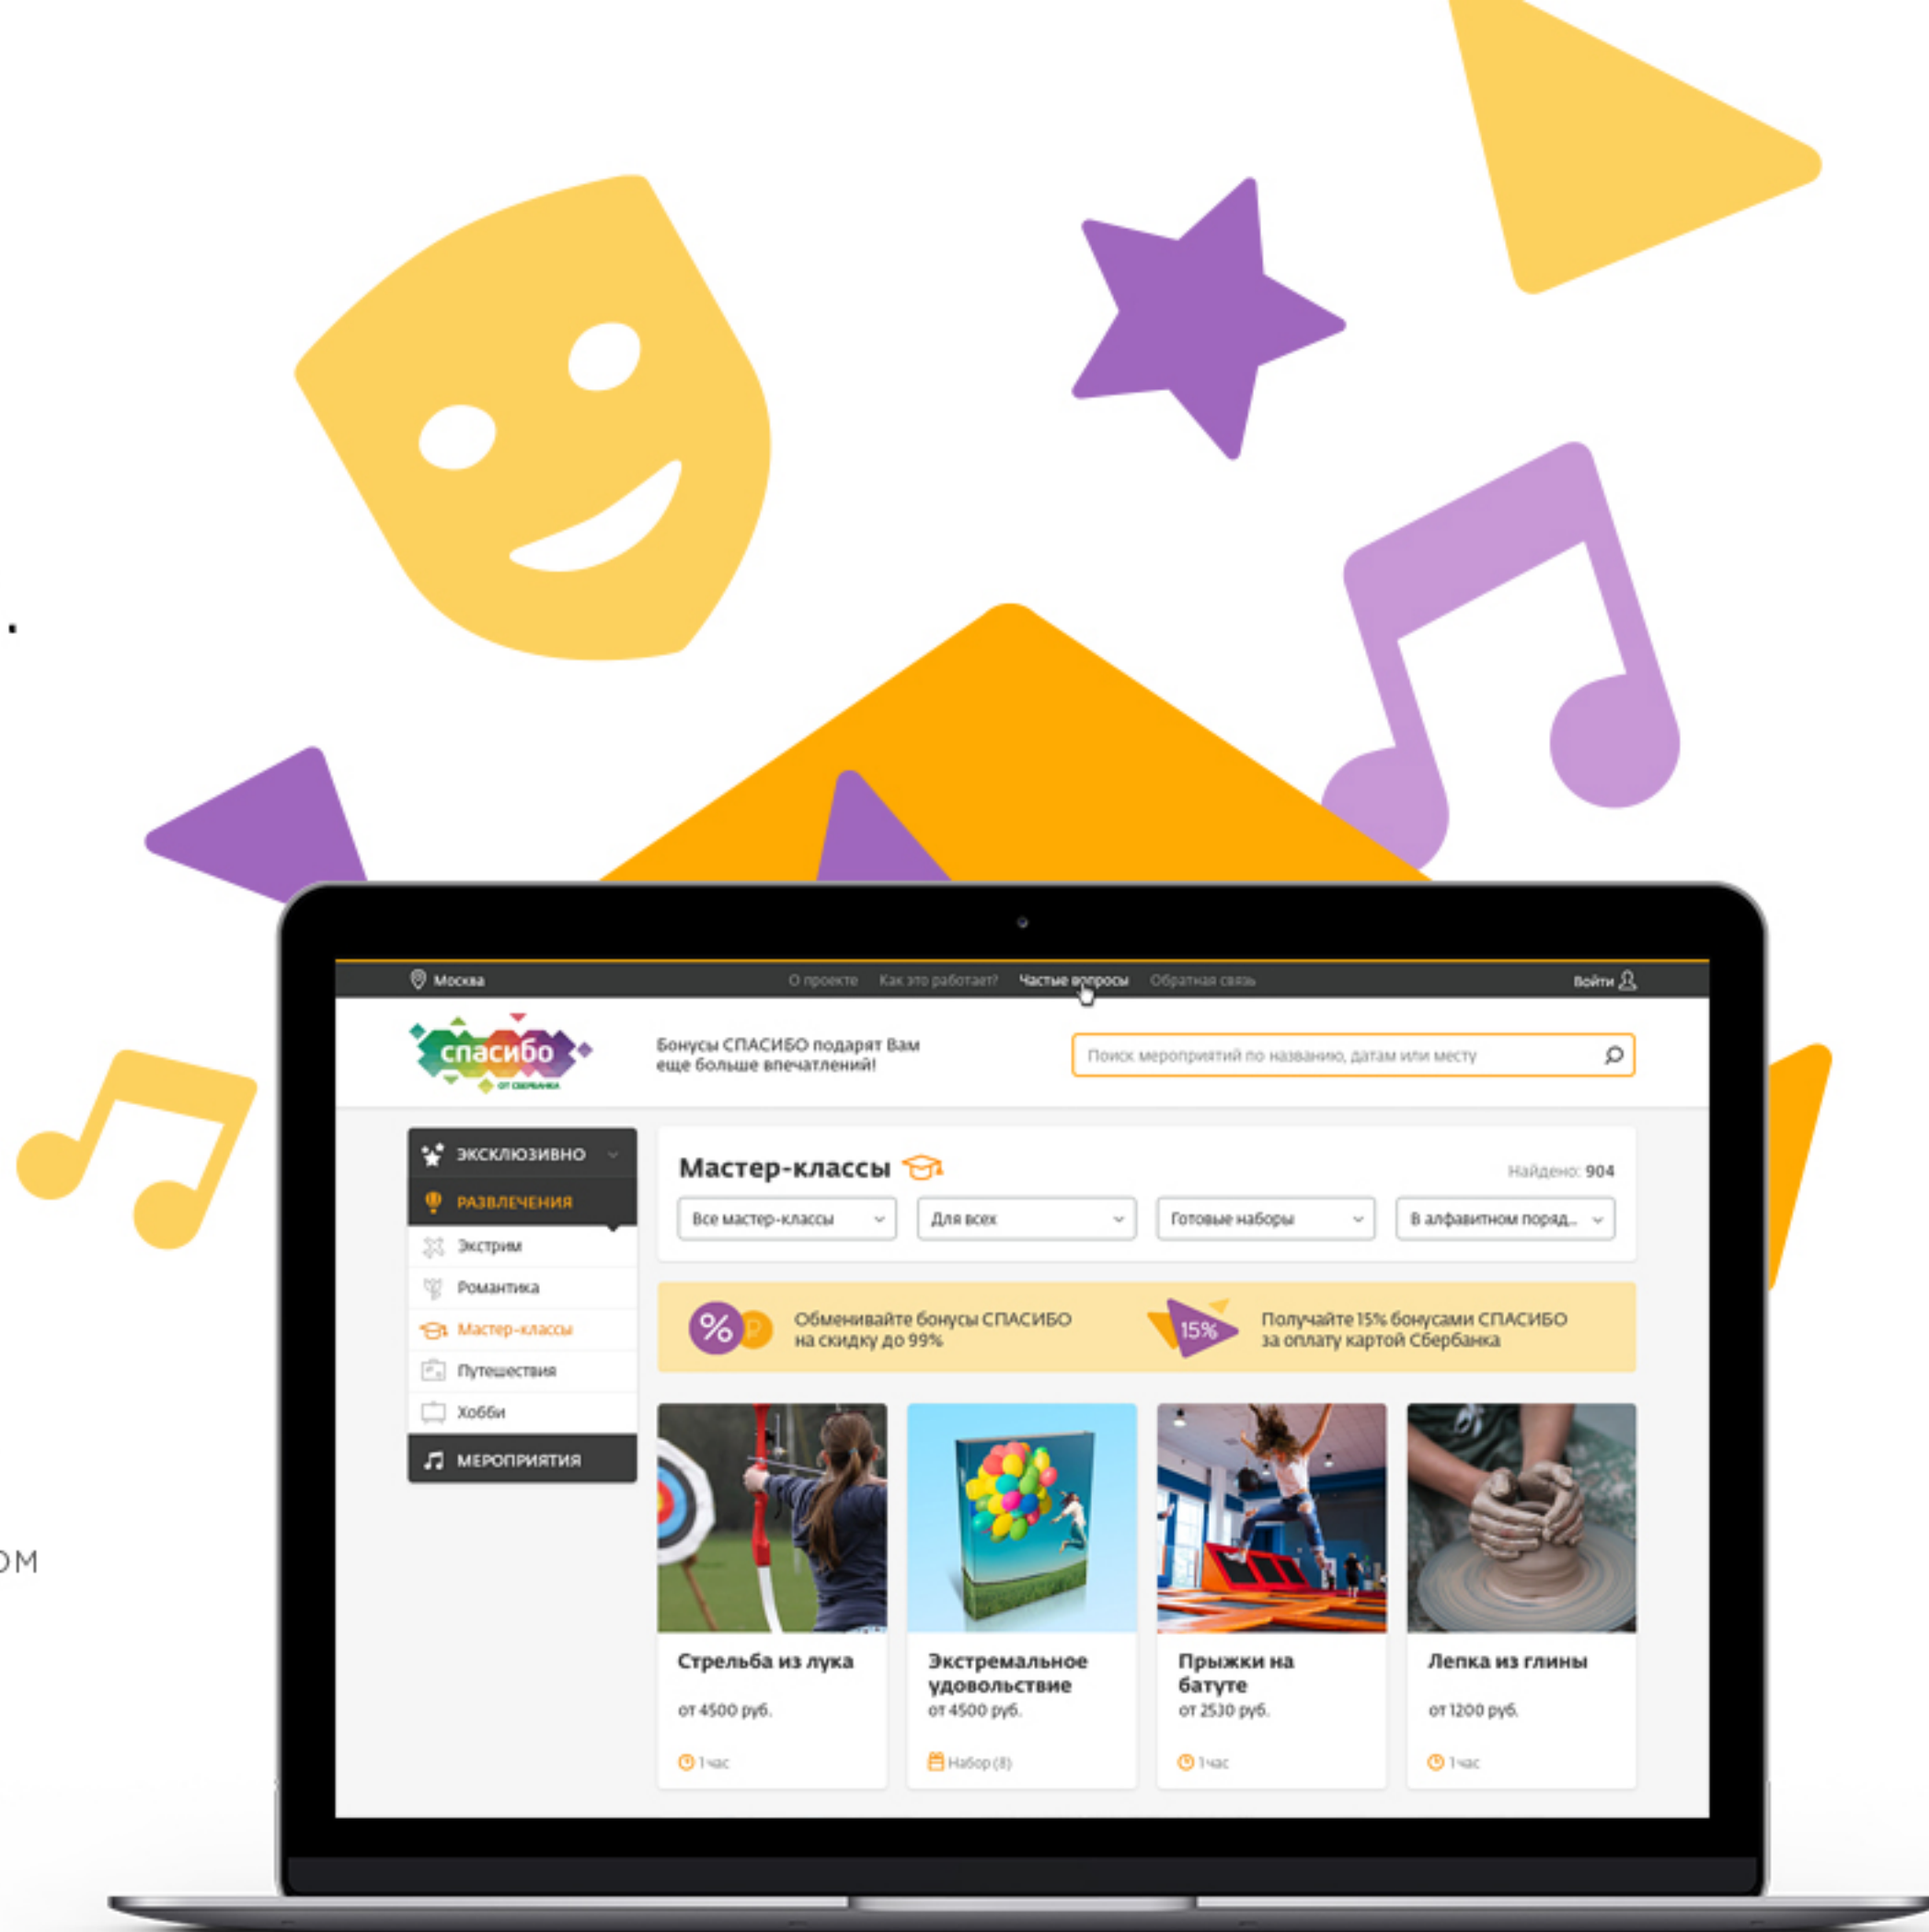 .
ОМ
Москва
О проекте
Как это работает?
Частые вопросы
Обратная связь
Войти
спасибо
ОТ СБЕРБАНКА
Бонусы СПАСИБО подарят Вам
еще больше впечатлений!
Поиск мероприятий по названию, датам или месту
ЭКСКЛЮЗИВНО
РАЗВЛЕЧЕНИЯ
Экстрим
Романтика
Мастер-классы
Путешествия
Хобби
МЕРОПРИЯТИЯ
Мастер-классы
Найдено: 904
Все мастер-классы
Для всех
Готовые наборы
В алфавитном поряд...
%
₽
Обменивайте бонусы СПАСИБО
на скидку до 99%
15%
Получайте 15% бонусами СПАСИБО
за оплату картой Сбербанка
Стрельба из лука
от 4500 руб.
1 час
Экстремальное
удовольствие
от 4500 руб.
Набор (8)
Прыжки на
батуте
от 2530 руб.
1 час
Лепка из глины
от 1200 руб.
1 час